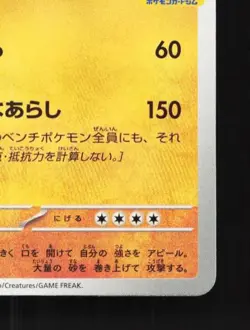 ポケモンカードゲーム
60
なあらし 150
のベンチポケモン全員にも、それ
・抵抗力を計算しない。]
にげる
きく 口を 開けて 自分の 強さを アピール。
大量の 砂を 巻き上げて 攻撃する。
/Creatures/GAME FREAK.